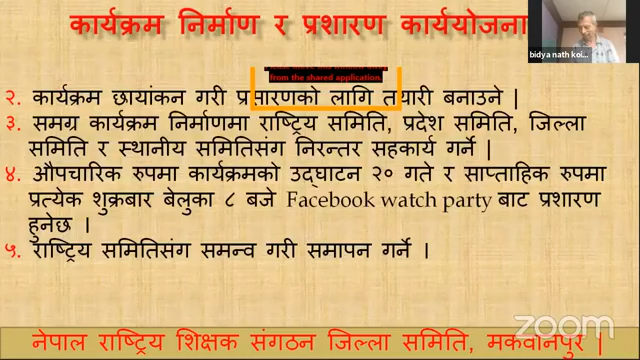 कार्यक्रम निर्माण र प्रशारण कार्ययोजना
bidya nath koi...
from the shared application.
२. कार्यक्रम छायांकन गरी प्रसारणको लागि तयारी बनाउने |
३. समग्र कार्यक्रम निर्माणमा राष्ट्रिय समिति, प्रदेश समिति, जिल्ला
समिति र स्थानीय समितिसंग निरन्तर सहकार्य गर्ने |
४. औपचारिक रुपमा कार्यक्रमको उद्घाटन २० गते र साप्ताहिक रुपमा
प्रत्येक शुक्रबार बेलुका ८ बजे Facebook watch party बाट प्रशारण
हुनेछ ।
५. राष्ट्रिय समितिसंग समन्व गरी समापन गर्ने ।
zoom
नेपाल राष्ट्रिय शिक्षक संगठन जिल्ला समिति, मकवानपुर |